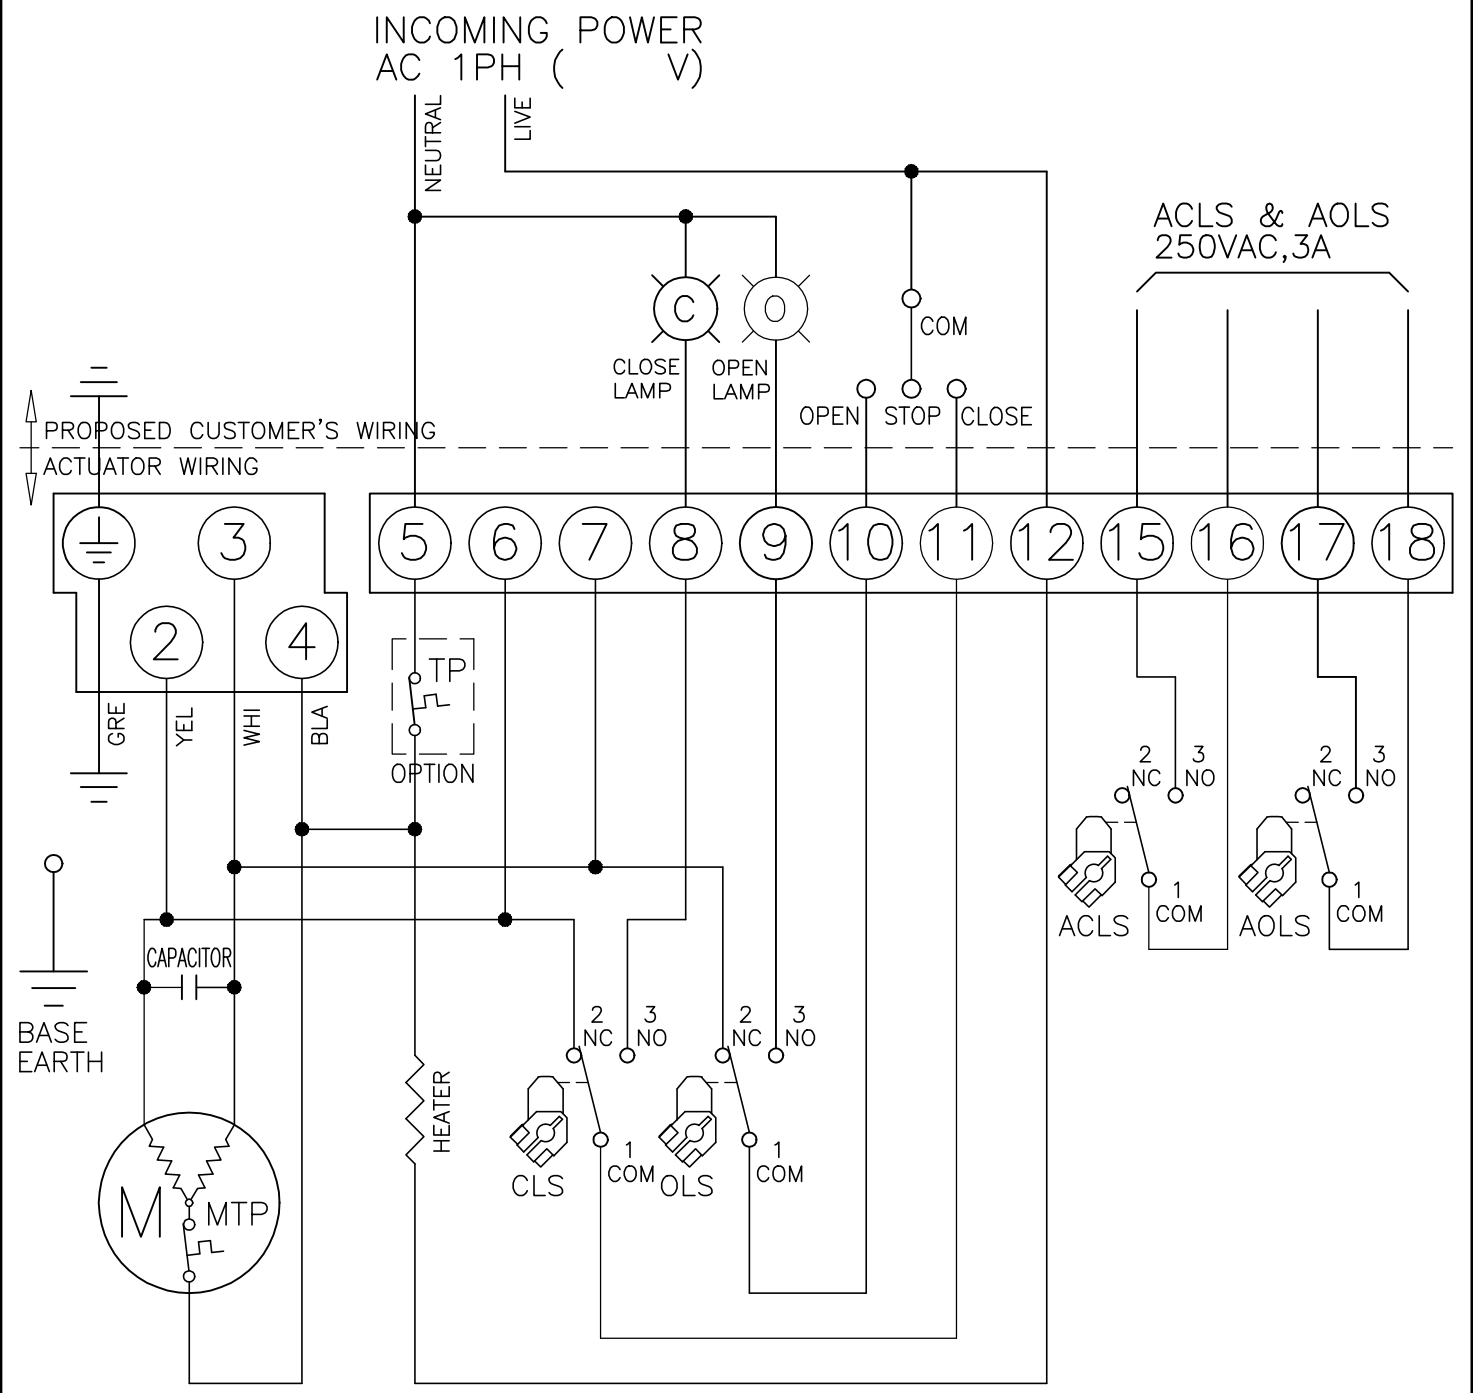 INCOMING POWER
AC 1PH ( V)
NEUTRAL
LIVE
ACLS & AOLS
250VAC,3A
C
O
COM
CLOSE
LAMP
OPEN
LAMP
OPEN STOP CLOSE
PROPOSED CUSTOMER'S WIRING
ACTUATOR WIRING
3
5 6 7 8 9 10 11 12 15 16 17 18
2 4
TP
OPTION
GRE
YEL
WHI
BLA
2 3
NC NO
2 3
NC NO
1
COM
ACLS
1
COM
AOLS
CAPACITOR
BASE
EARTH
2 3
NC NO
2 3
NC NO
HEATER
1
COM
CLS
1
COM
OLS
M
MTP